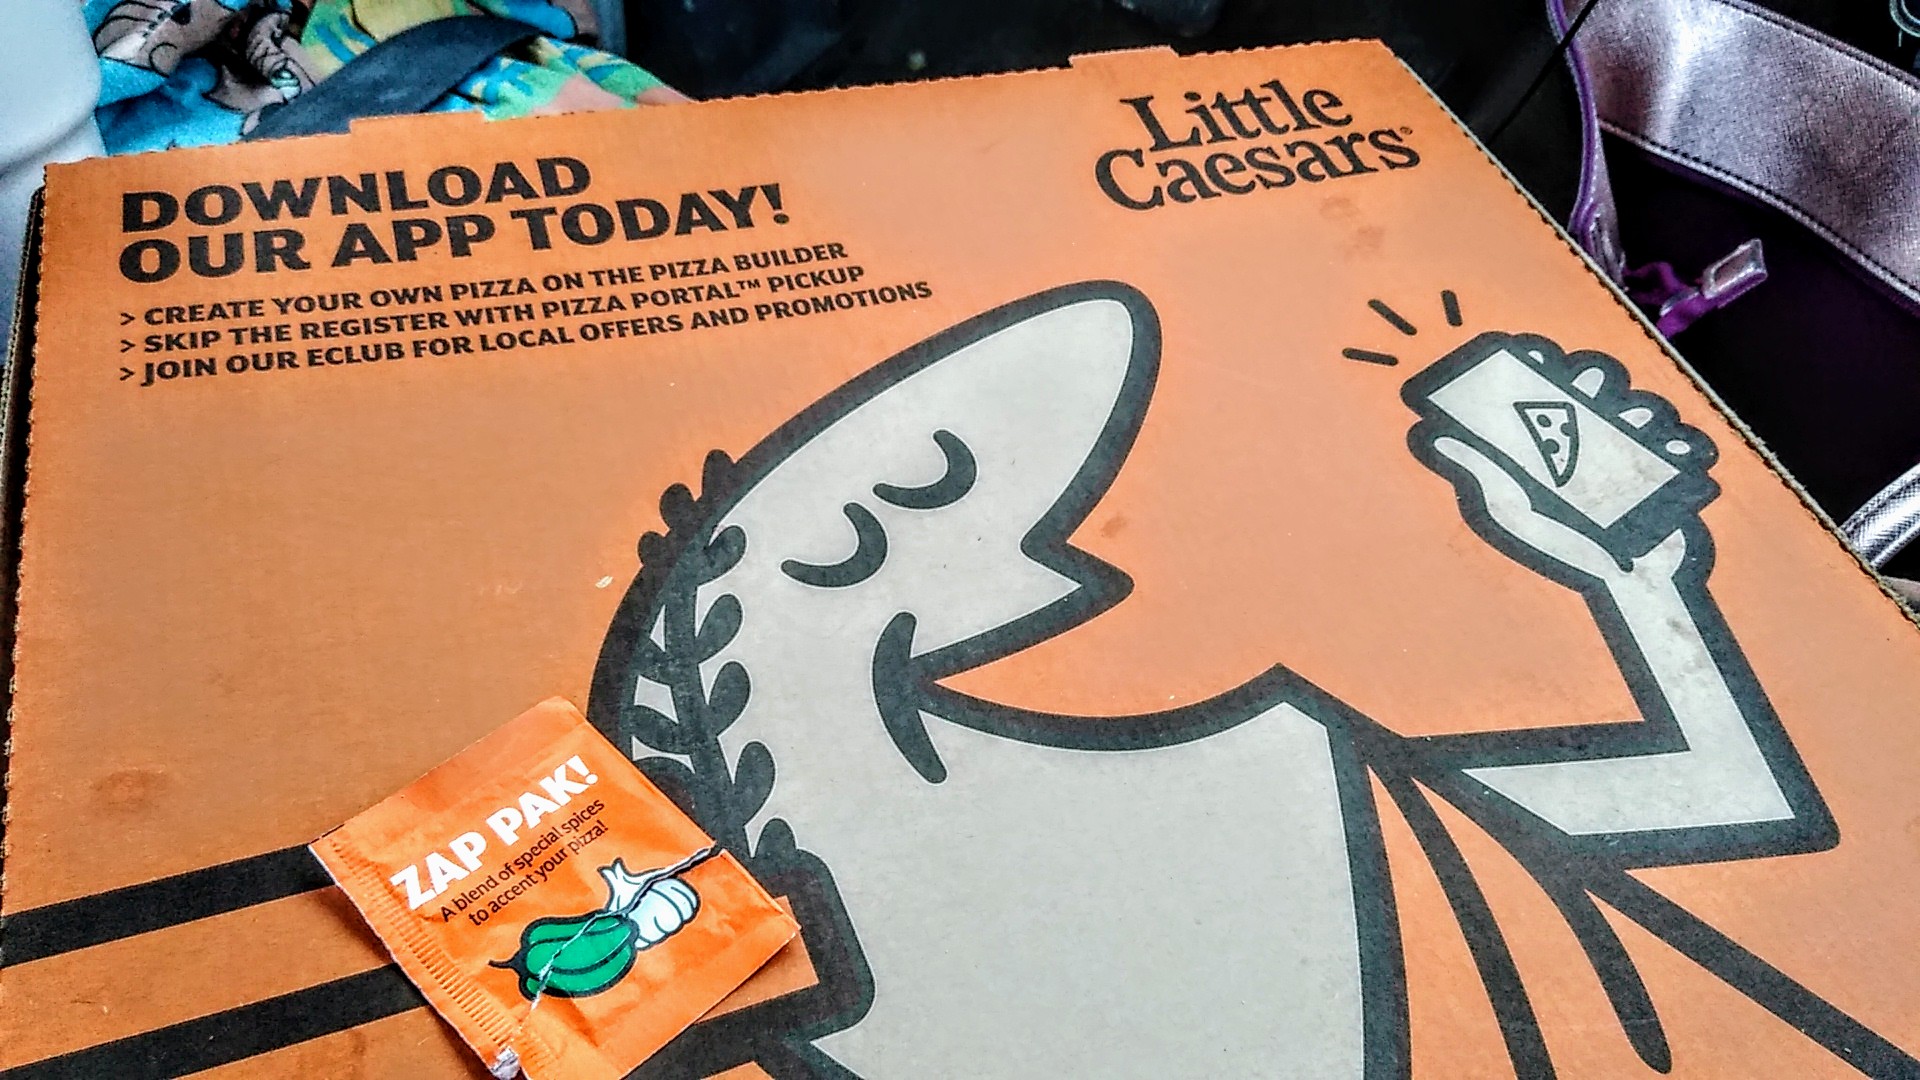 DOWNLOAD
OUR APP TODAY!
> CREATE YOUR OWN PIZZA ON THE PIZZA BUILDER
> SKIP THE REGISTER WITH PIZZA PORTAL™ PICKUP
> JOIN OUR ECLUB FOR LOCAL OFFERS AND PROMOTIONS
Little
Caesars®
ZAP PAK!
A blend of special spices
to accent your pizza!